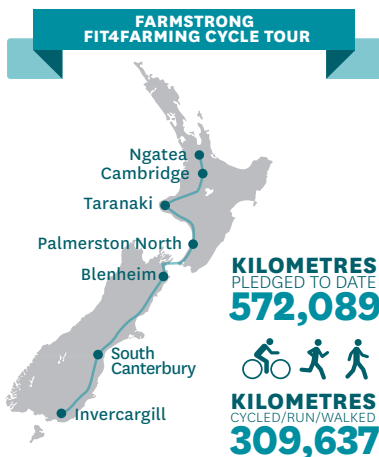 FARMSTRONG
FIT4FARMING CYCLE TOUR
Ngatea
Cambridge
Taranaki
Palmerston North
Blenheim
South
Canterbury
Invercargill
KILOMETRES
PLEDGED TO DATE
572,089
KILOMETRES
CYCLED/RUN/WALKED
309,637